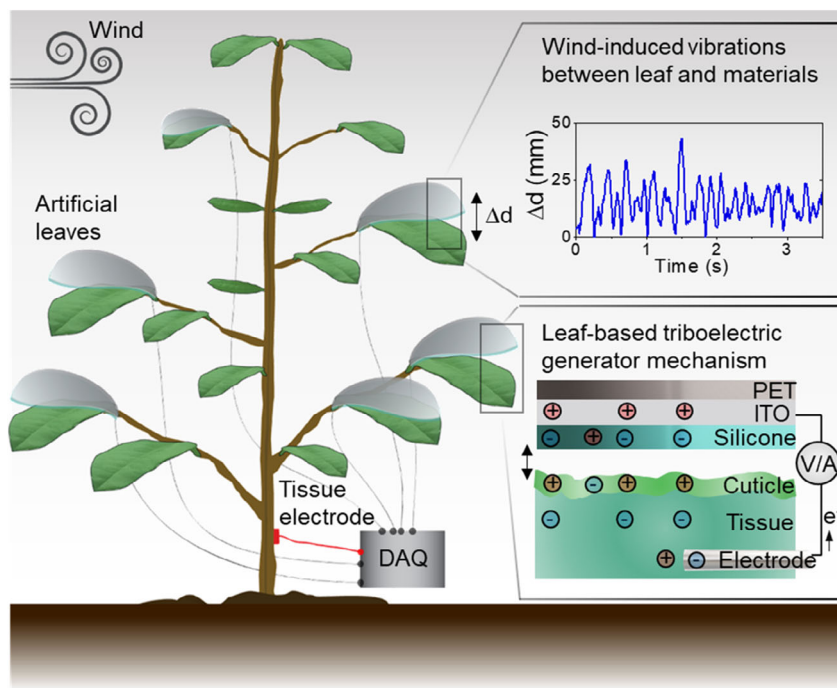 Wind
Artificial
leaves
Δd
Tissue
electrode
DAQ
Wind-induced vibrations
between leaf and materials
Δd (mm)
50
25
0
0
1
2
3
Time (s)
Leaf-based triboelectric
generator mechanism
PET
ITO
Silicone
V/A
Cuticle
Tissue
e⁻
Electrode
+ + +
- + - -
+ - + +
- - -
+ -